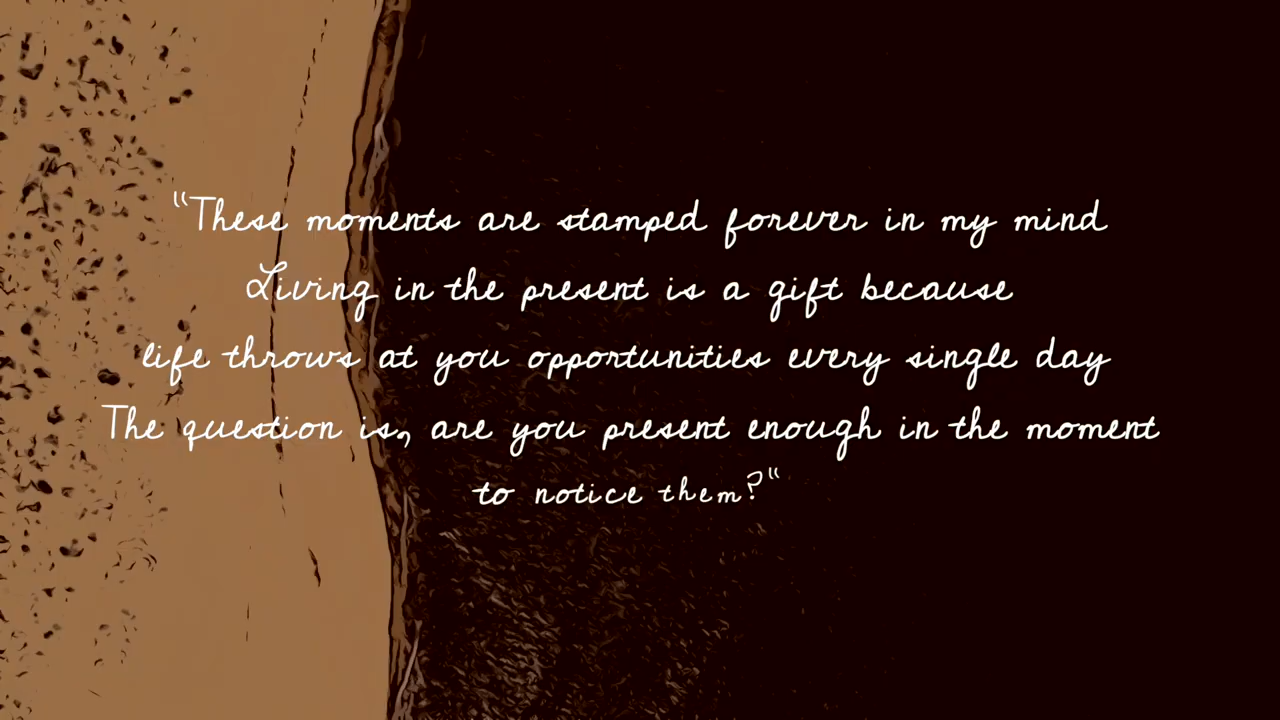 “These moments are stamped forever in my mind
Living in the present is a gift because
life throws at you opportunities every single day
The question is, are you present enough in the moment
to notice them?“